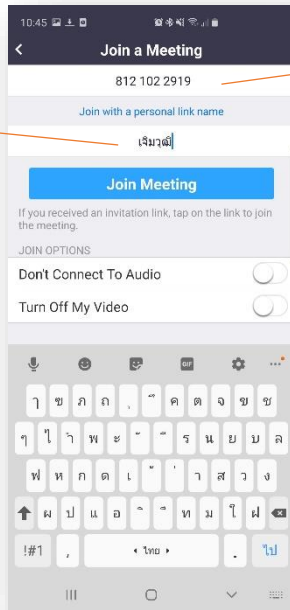 10:45
Join a Meeting
812 102 2919
Join with a personal link name
เจิมวุฒิ
Join Meeting
If you received an invitation link, tap on the link to join
the meeting.
JOIN OPTIONS
Don't Connect To Audio
Turn Off My Video
GIF
ๅ ข ภ ถ ุ ึ ค ต จ ข ช
ๆ ไ ำ พ ะ ั ี ร น ย บ ล
ฟ ห ก ด เ ้ ่ า ส ว ง
ผ ป แ อ ิ ื ท ม ใ ฝ
!#1 , ไทย . ไป